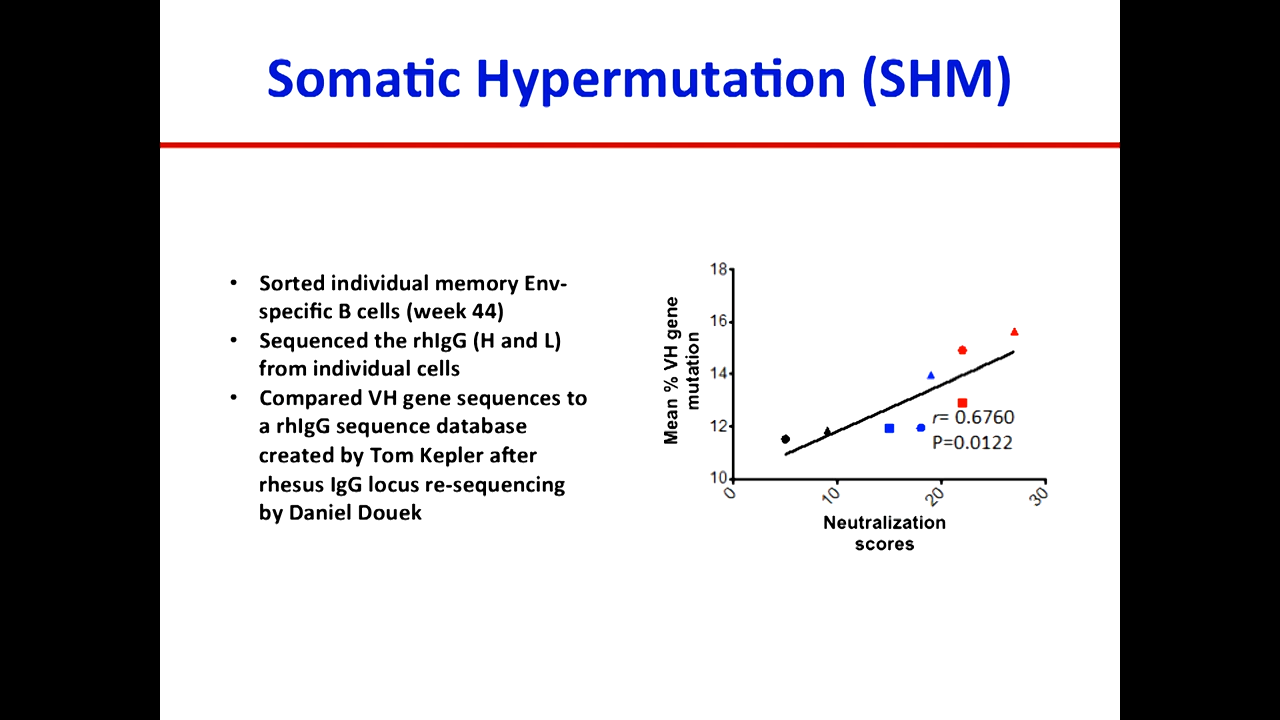 Somatic Hypermutation (SHM)
• Sorted individual memory Env-
specific B cells (week 44)
• Sequenced the rhIgG (H and L)
from individual cells
• Compared VH gene sequences to
a rhIgG sequence database
created by Tom Kepler after
rhesus IgG locus re-sequencing
by Daniel Douek
Mean % VH gene
mutation
18
16
14
12
10
r= 0.6760
P=0.0122
0
10
20
30
Neutralization
scores